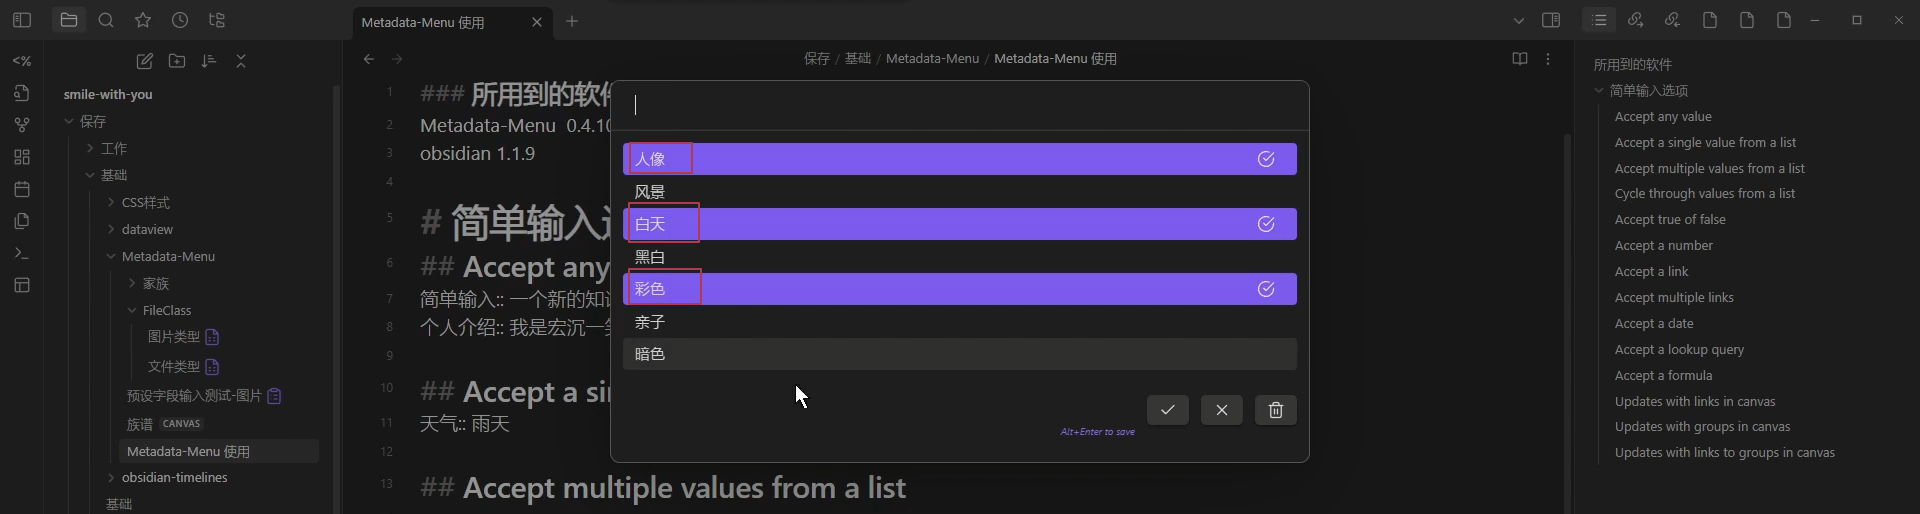 Metadata-Menu 使用
保存 / 基础 / Metadata-Menu / Metadata-Menu 使用
smile-with-you
保存
工作
基础
CSS样式
dataview
Metadata-Menu
家族
FileClass
图片类型
文件类型
预设字段输入测试-图片
族谱 CANVAS
Metadata-Menu 使用
obsidian-timelines
基础
1 ### 所用到的软件
2 Metadata-Menu 0.4.10
3 obsidian 1.1.9
4
5 # 简单输入
6 ## Accept any
7 简单输入:: 一个新的知
8 个人介绍:: 我是宏沉一
9
10 ## Accept a
11 天气:: 雨天
12
13 ## Accept multiple values from a list
人像
风景
白天
黑白
彩色
亲子
暗色
Alt+Enter to save
所用到的软件
简单输入选项
Accept any value
Accept a single value from a list
Accept multiple values from a list
Cycle through values from a list
Accept true of false
Accept a number
Accept a link
Accept multiple links
Accept a date
Accept a lookup query
Accept a formula
Updates with links in canvas
Updates with groups in canvas
Updates with links to groups in canvas